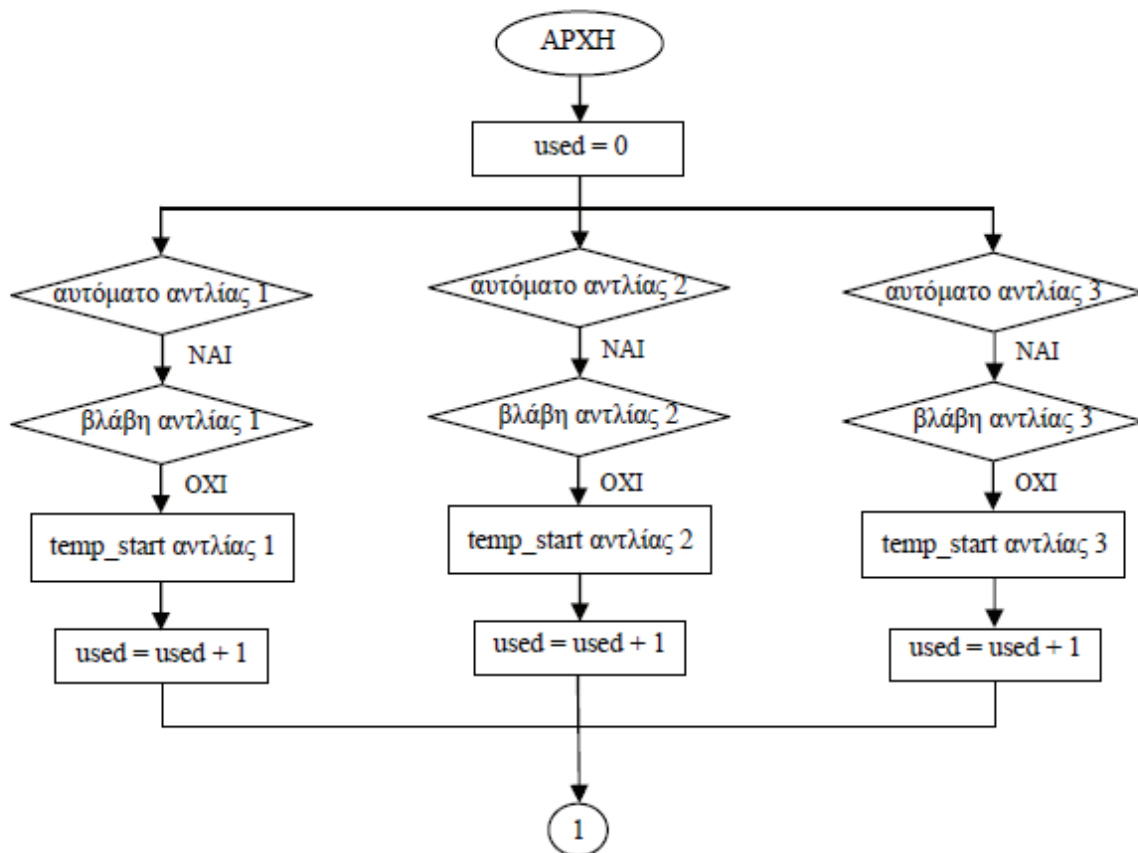 ΑΡΧΗ
used = 0
αυτόματο αντλίας 1
αυτόματο αντλίας 2
αυτόματο αντλίας 3
ΝΑΙ
ΝΑΙ
ΝΑΙ
βλάβη αντλίας 1
βλάβη αντλίας 2
βλάβη αντλίας 3
ΟΧΙ
ΟΧΙ
ΟΧΙ
temp_start αντλίας 1
temp_start αντλίας 2
temp_start αντλίας 3
used = used + 1
used = used + 1
used = used + 1
1